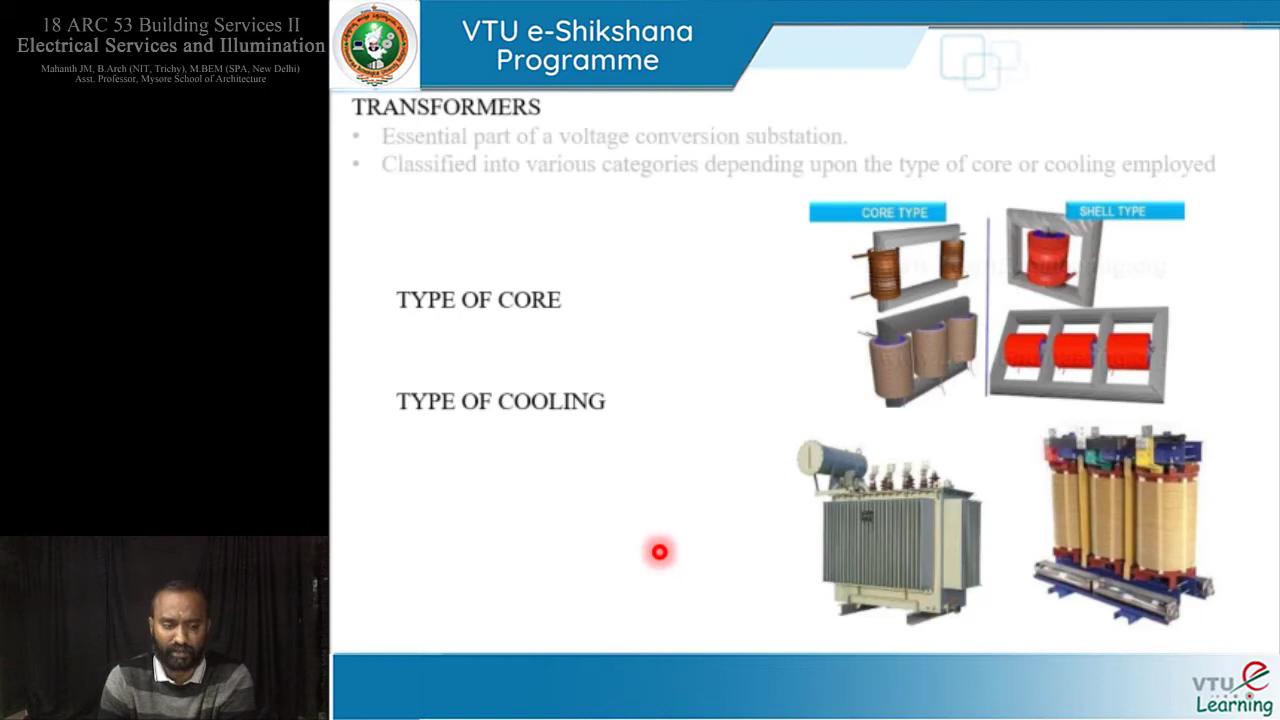 18 ARC 53 Building Services II
Electrical Services and Illumination
Mahanth JM, B.Arch (NIT, Trichy), M.BEM (SPA, New Delhi)
Asst. Professor, Mysore School of Architecture
VTU e-Shikshana
Programme
TRANSFORMERS
• Essential part of a voltage conversion substation.
• Classified into various categories depending upon the type of core or cooling employed
CORE TYPE
SHELL TYPE
TYPE OF CORE
TYPE OF COOLING
VTU e
Learning